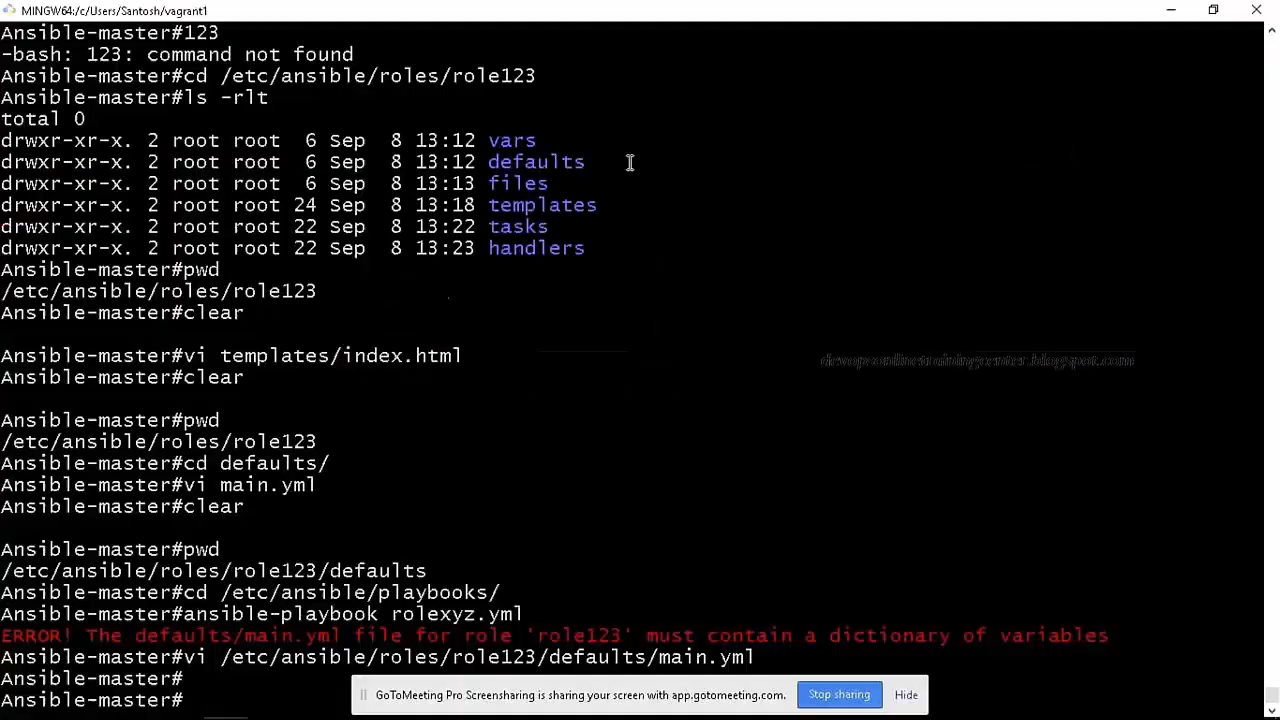 MINGW64:/c/Users/Santosh/vagrant1
Ansible-master#123
-bash: 123: command not found
Ansible-master#cd /etc/ansible/roles/role123
Ansible-master#ls -rlt
total 0
drwxr-xr-x. 2 root root  6 Sep  8 13:12 vars
drwxr-xr-x. 2 root root  6 Sep  8 13:12 defaults
drwxr-xr-x. 2 root root  6 Sep  8 13:13 files
drwxr-xr-x. 2 root root 24 Sep  8 13:18 templates
drwxr-xr-x. 2 root root 22 Sep  8 13:22 tasks
drwxr-xr-x. 2 root root 22 Sep  8 13:23 handlers
Ansible-master#pwd
/etc/ansible/roles/role123
Ansible-master#clear
Ansible-master#vi templates/index.html
devopsonlinetrainingcenter.blogspot.com
Ansible-master#clear
Ansible-master#pwd
/etc/ansible/roles/role123
Ansible-master#cd defaults/
Ansible-master#vi main.yml
Ansible-master#clear
Ansible-master#pwd
/etc/ansible/roles/role123/defaults
Ansible-master#cd /etc/ansible/playbooks/
Ansible-master#ansible-playbook rolexyz.yml
ERROR! The defaults/main.yml file for role 'role123' must contain a dictionary of variables
Ansible-master#vi /etc/ansible/roles/role123/defaults/main.yml
Ansible-master#
Ansible-master#
GoToMeeting Pro Screensharing is sharing your screen with app.gotomeeting.com. Stop sharing Hide